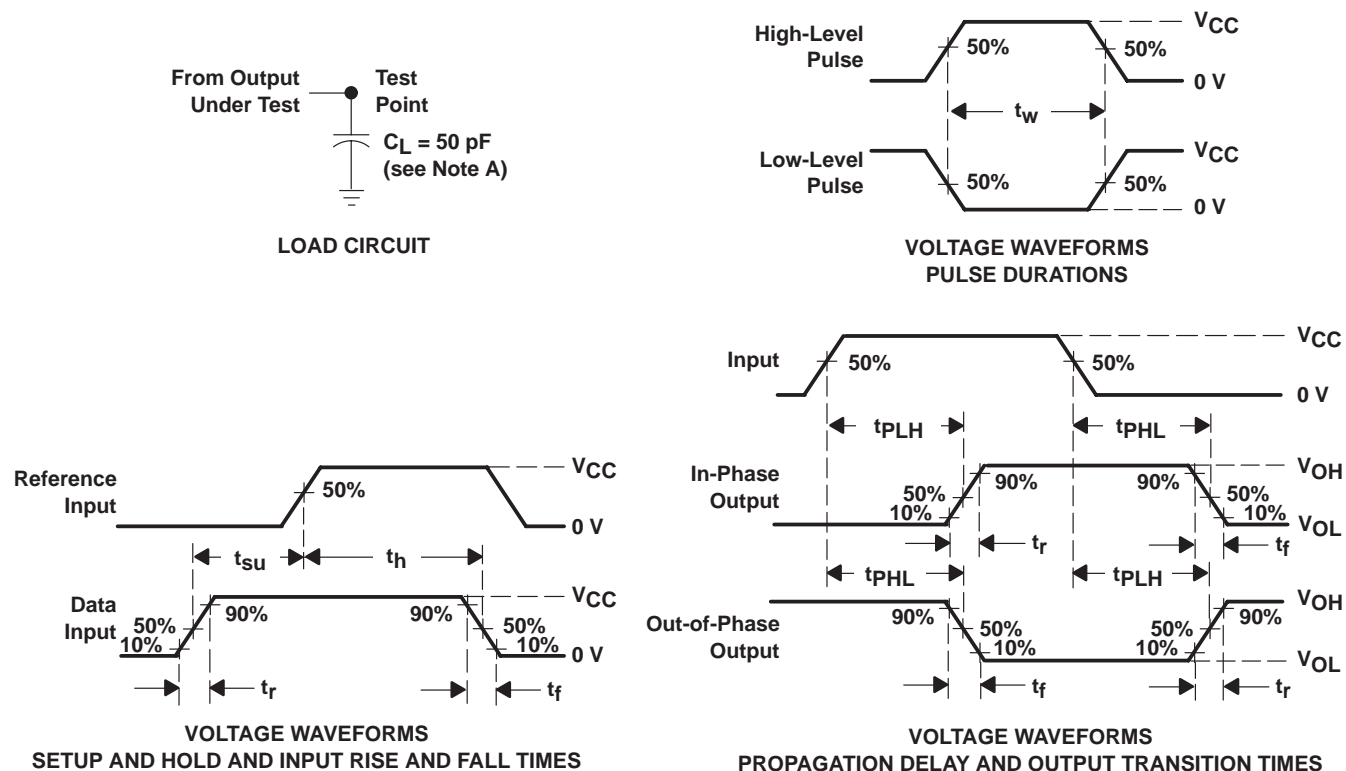 From Output
Under Test
Test
Point
CL = 50 pF
(see Note A)
LOAD CIRCUIT
High-Level
Pulse
50%
50%
VCC
0 V
tw
Low-Level
Pulse
50%
50%
VCC
0 V
VOLTAGE WAVEFORMS
PULSE DURATIONS
Reference
Input
50%
VCC
0 V
tsu
th
Data
Input
50%
10%
90%
90%
50%
10%
VCC
0 V
tr
tf
VOLTAGE WAVEFORMS
SETUP AND HOLD AND INPUT RISE AND FALL TIMES
Input
50%
50%
VCC
0 V
tPLH
tPHL
In-Phase
Output
50%
10%
90%
90%
50%
10%
VOH
VOL
tr
tf
tPHL
tPLH
Out-of-Phase
Output
90%
50%
10%
50%
10%
90%
VOH
VOL
tf
tr
VOLTAGE WAVEFORMS
PROPAGATION DELAY AND OUTPUT TRANSITION TIMES